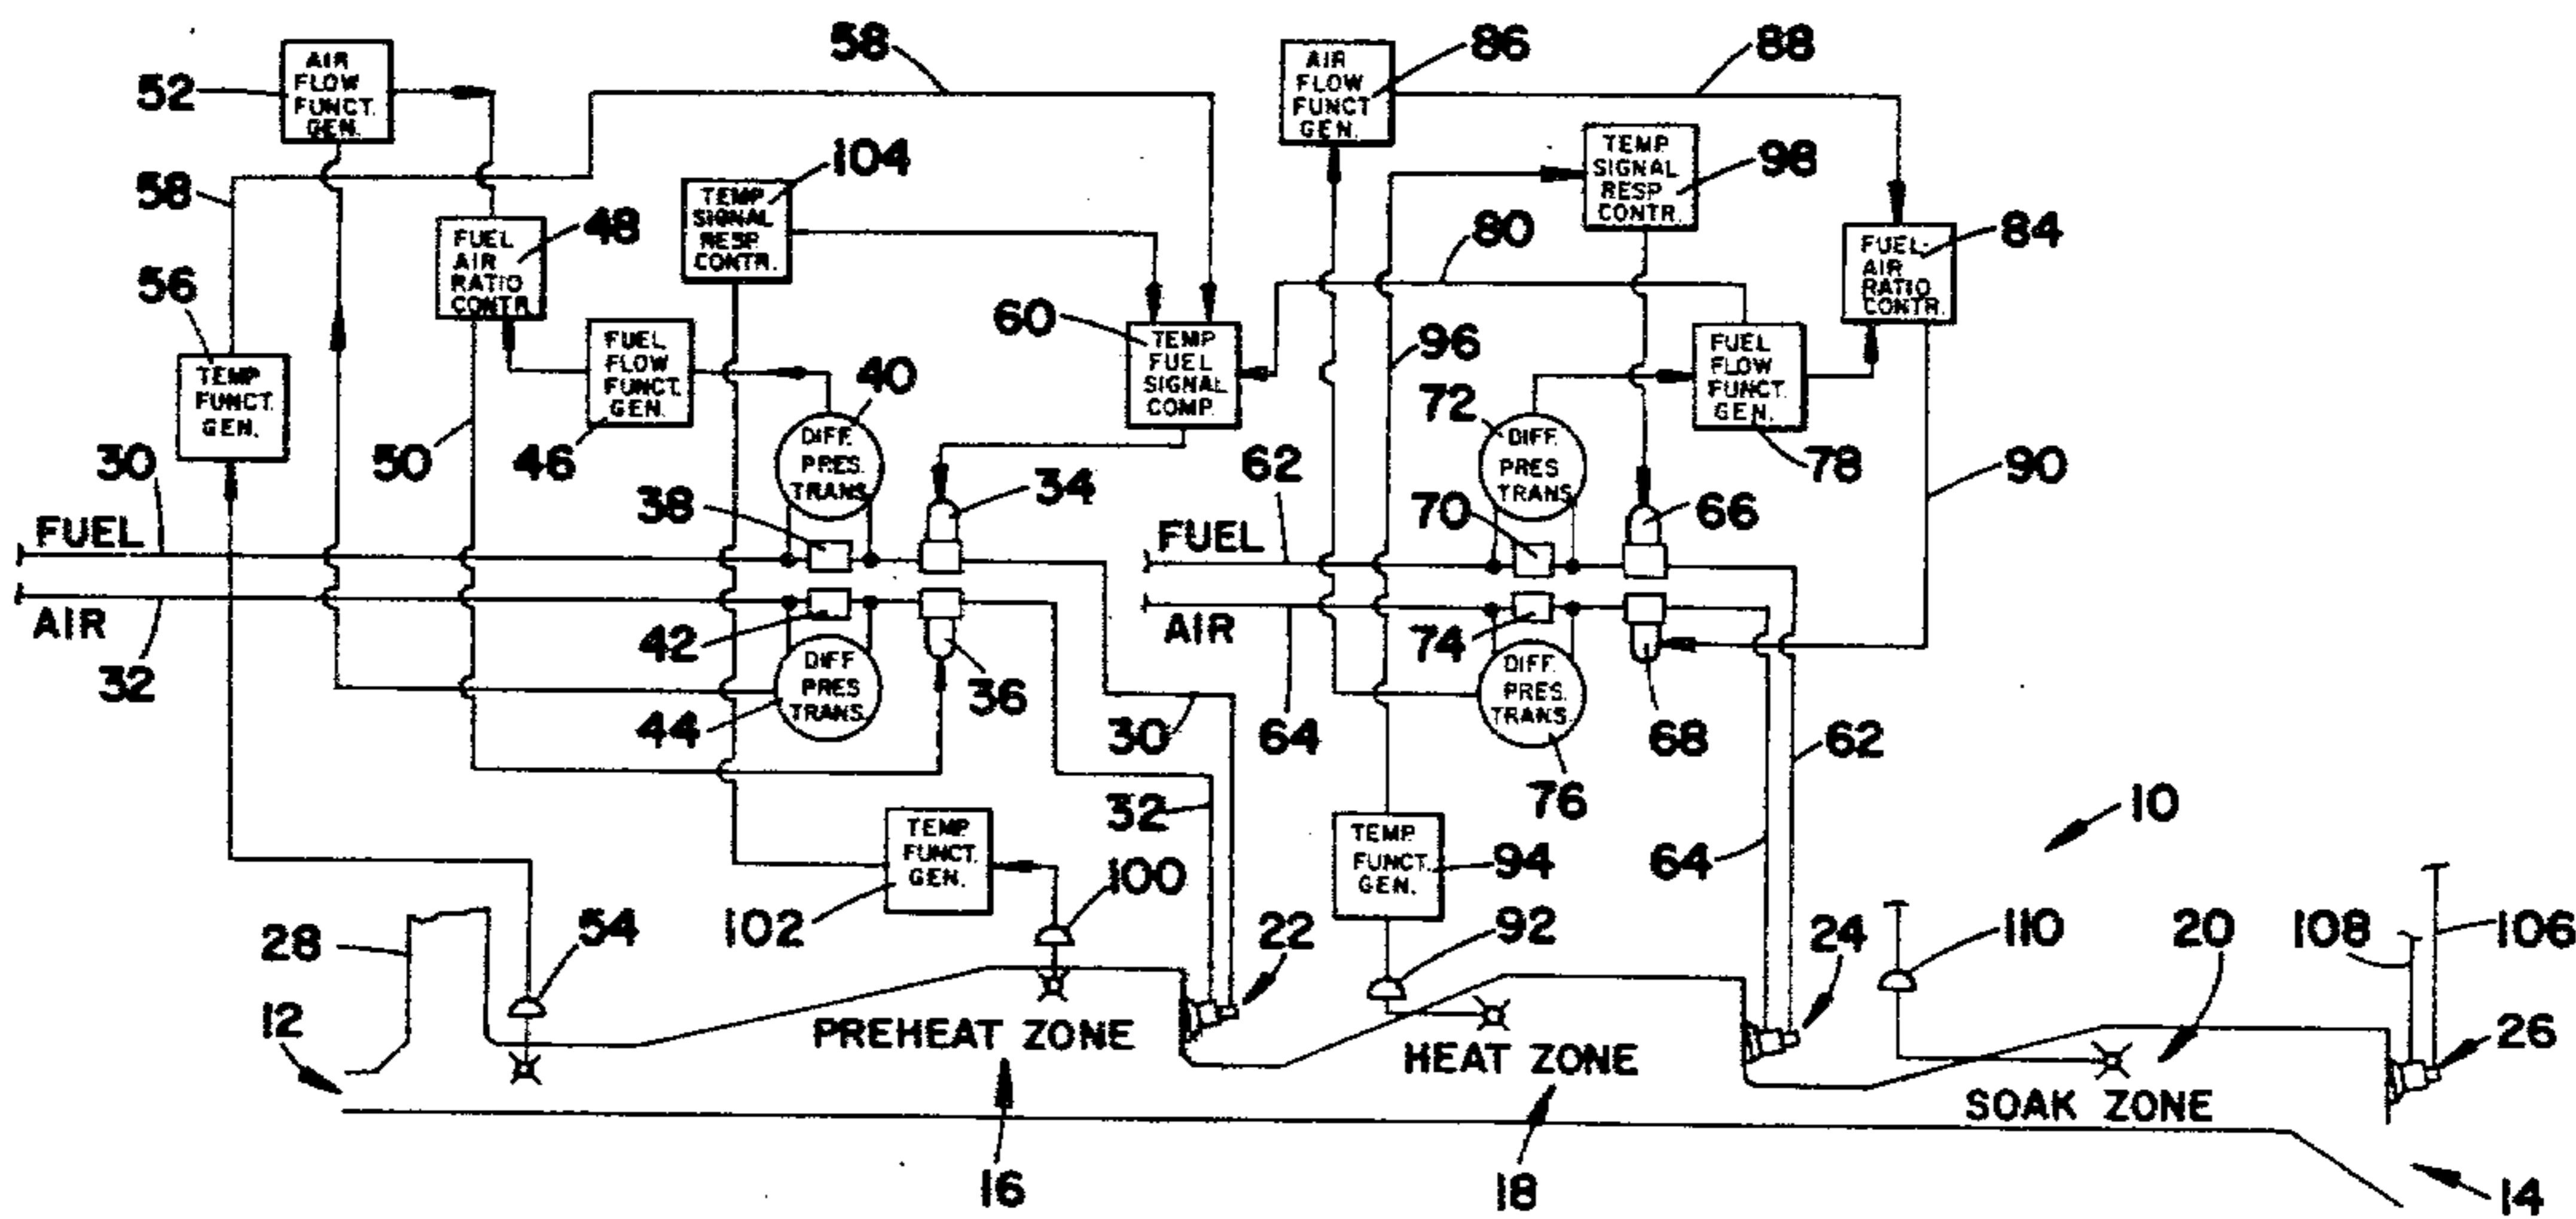 52
AIR
FLOW
FUNCT.
GEN.
58
AIR
FLOW
FUNCT
GEN.
86
88
58
TEMP
SIGNAL
RESP.
CONTR.
104
TEMP.
SIGNAL
RESP
CONTR.
98
56
FUEL
AIR
RATIO
CONTR.
48
80
FUEL-
AIR
RATIO
CONTR.
84
TEMP.
FUNCT.
GEN.
FUEL
FLOW
FUNCT.
GEN.
40
60
TEMP
FUEL
SIGNAL
COMP.
96
FUEL
FLOW
FUNCT.
GEN.
72
30
50
46
DIFF.
PRES.
TRANS.
62
DIFF.
PRES
TRANS.
78
90
38
34
70
66
FUEL
FUEL
AIR
AIR
32
42
DIFF
PRES
TRANS.
36
74
DIFF.
PRES.
TRANS.
44
30
64
68
62
32
76
10
TEMP.
FUNCT.
GEN.
TEMP.
FUNCT.
GEN.
94
64
102
100
28
54
22
92
24
110
20
108
106
12
PREHEAT ZONE
HEAT ZONE
26
SOAK ZONE
16
18
14